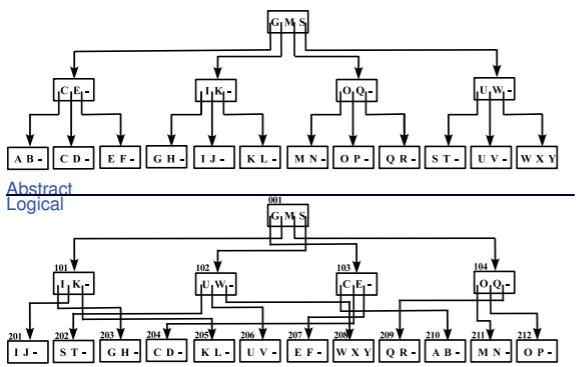 G M S
C E - I K - O Q - U W -
A B - C D - E F - G H - I J - K L - M N - O P - Q R - S T - U V - W X Y
Abstract
Logical
001
G M S
101 102 103 104
I K - U W - C E - O Q -
201 202 203 204 205 206 207 208 209 210 211 212
I J - S T - G H - C D - K L - U V - E F - W X Y Q R - A B - M N - O P -